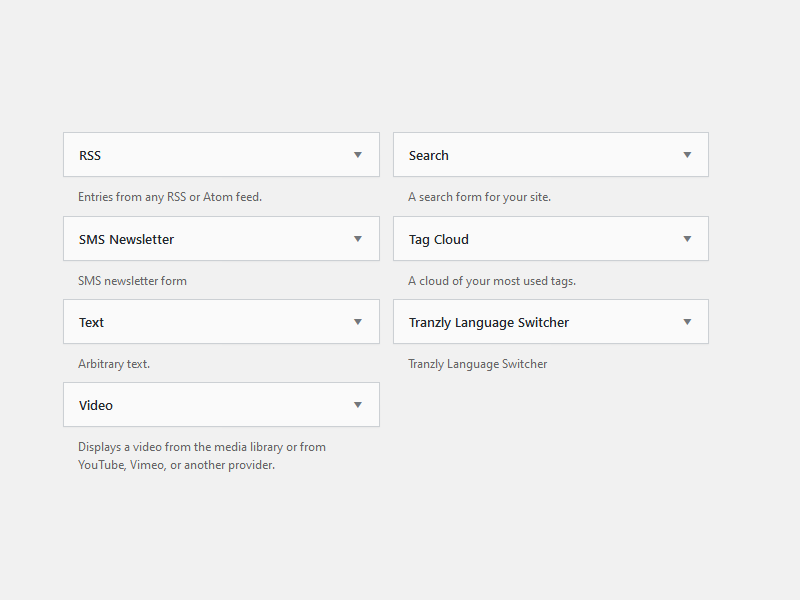 RSS
Search
Entries from any RSS or Atom feed.
A search form for your site.
SMS Newsletter
Tag Cloud
SMS newsletter form
A cloud of your most used tags.
Text
Tranzly Language Switcher
Arbitrary text.
Tranzly Language Switcher
Video
Displays a video from the media library or from
YouTube, Vimeo, or another provider.